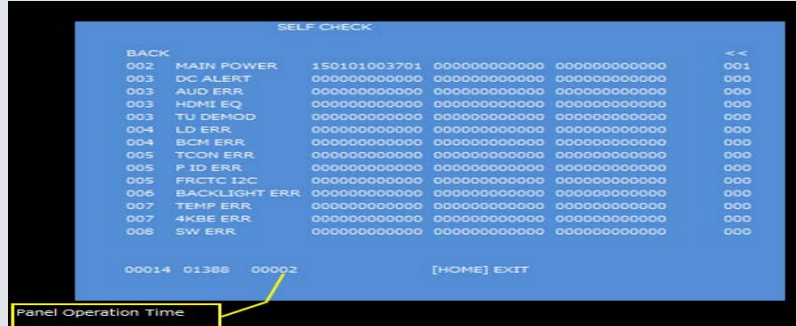 SELF CHECK
BACK <<
002 MAIN POWER 150101003701 000000000000 000000000000 001
003 DC ALERT 000000000000 000000000000 000000000000 000
003 AUD ERR 000000000000 000000000000 000000000000 000
003 HDMI EQ 000000000000 000000000000 000000000000 000
003 TU DEMOD 000000000000 000000000000 000000000000 000
004 LD ERR 000000000000 000000000000 000000000000 000
004 BCM ERR 000000000000 000000000000 000000000000 000
005 TCON ERR 000000000000 000000000000 000000000000 000
005 P ID ERR 000000000000 000000000000 000000000000 000
005 FRCTC I2C 000000000000 000000000000 000000000000 000
006 BACKLIGHT ERR 000000000000 000000000000 000000000000 000
007 TEMP ERR 000000000000 000000000000 000000000000 000
007 4KBE ERR 000000000000 000000000000 000000000000 000
008 SW ERR 000000000000 000000000000 000000000000 000
00014 01388 00002 [HOME] EXIT
Panel Operation Time